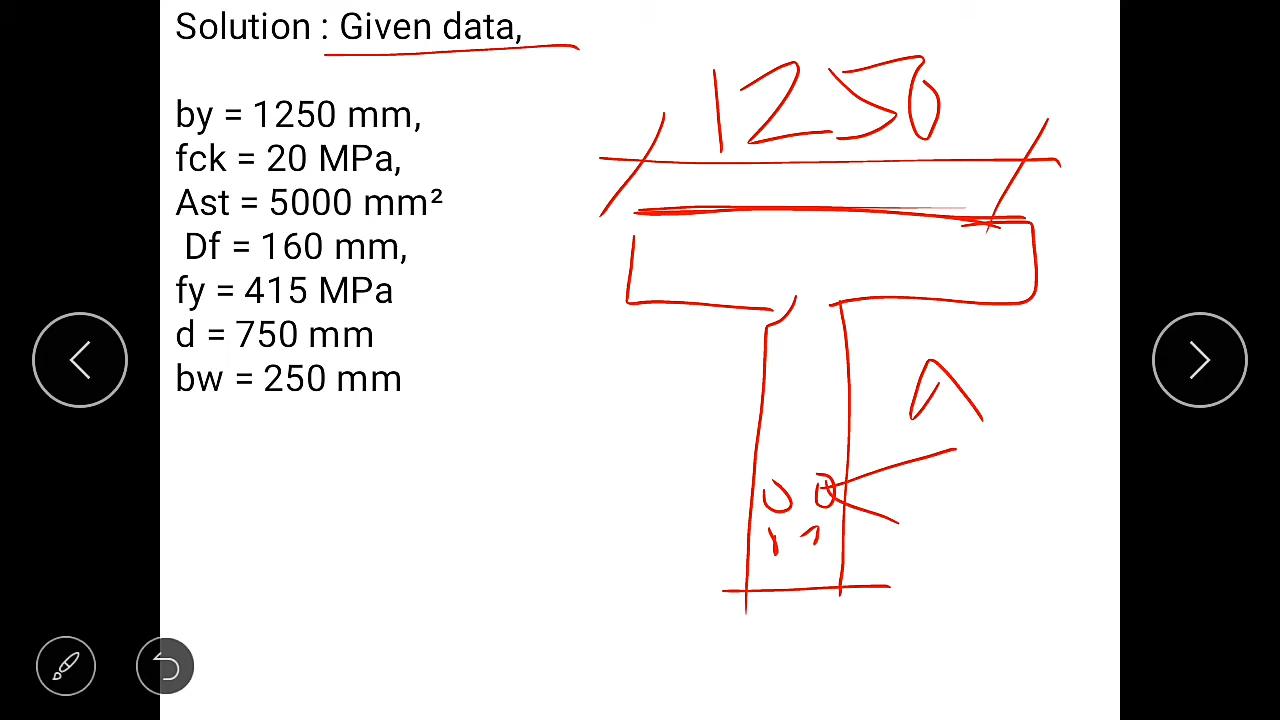 Solution : Given data,
1250
by = 1250 mm,
fck = 20 MPa,
Ast = 5000 mm²
Df = 160 mm,
fy = 415 MPa
d = 750 mm
bw = 250 mm